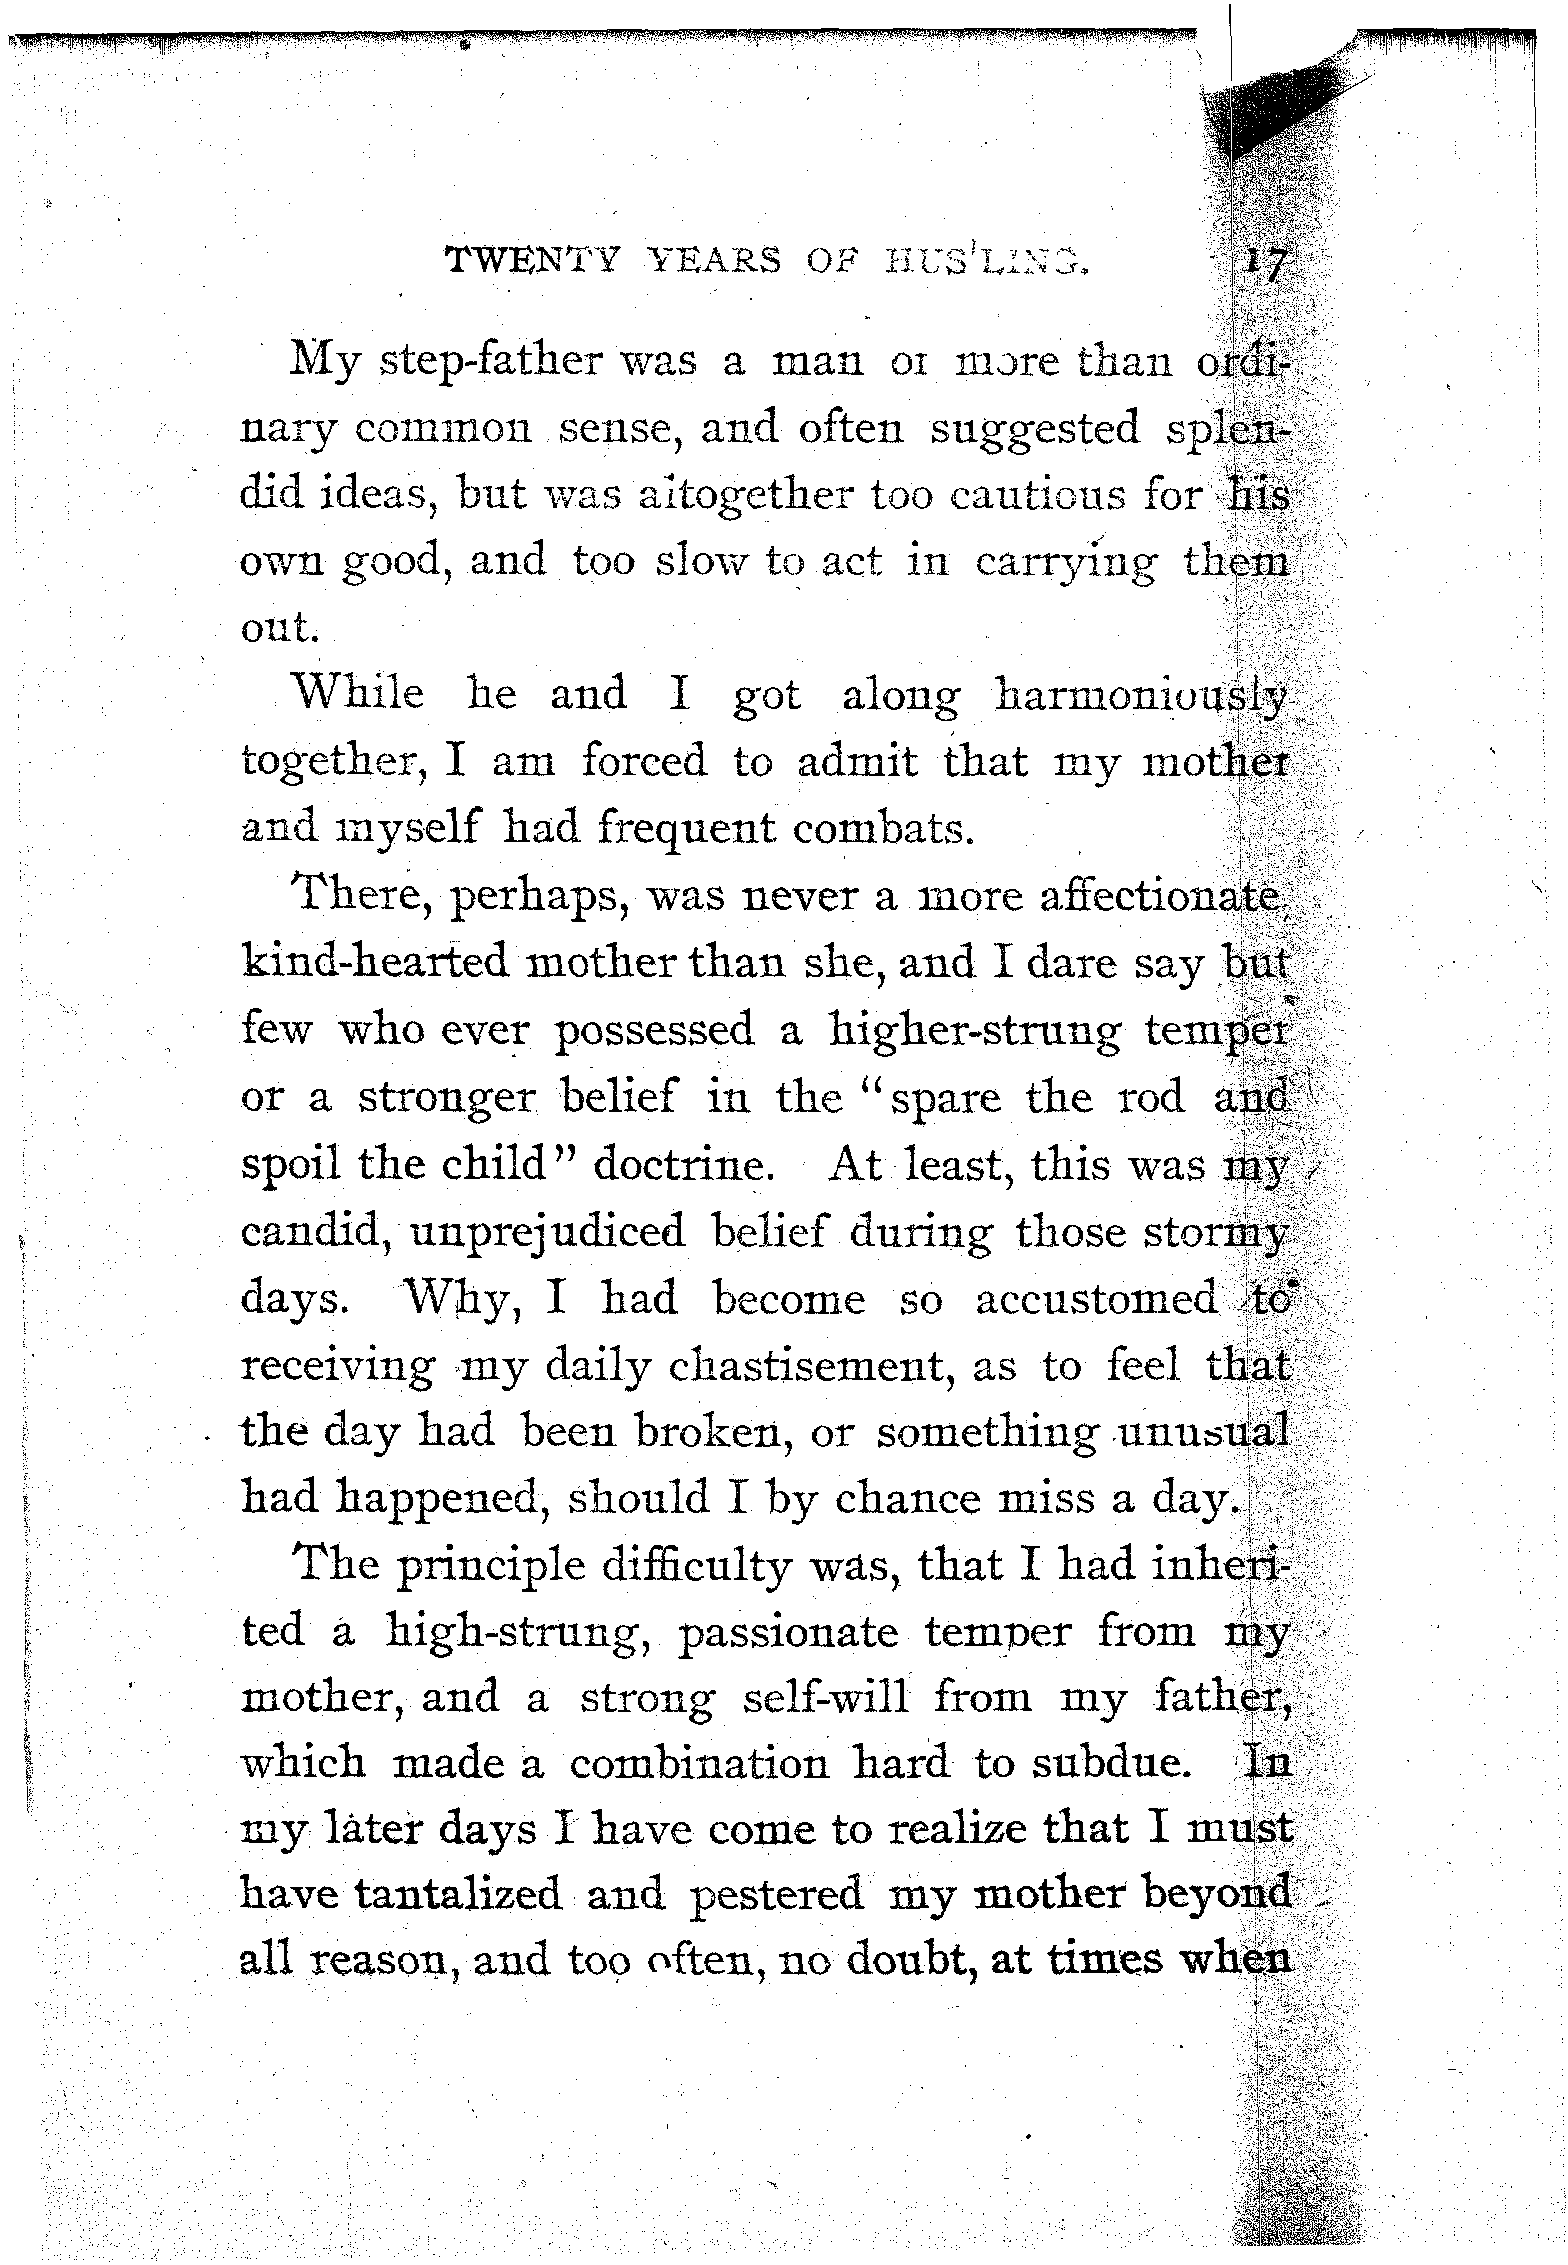 TWENTY YEARS OF HUS'LING. 17
My step-father was a man of more than ordi-
nary common sense, and often suggested splen-
did ideas, but was altogether too cautious for his
own good, and too slow to act in carrying them
out.
While he and I got along harmoniously
together, I am forced to admit that my mother
and myself had frequent combats.
There, perhaps, was never a more affectionate,
kind-hearted mother than she, and I dare say but
few who ever possessed a higher-strung temper
or a stronger belief in the "spare the rod and
spoil the child" doctrine. At least, this was my
candid, unprejudiced belief during those stormy
days. Why, I had become so accustomed to
receiving my daily chastisement, as to feel that
the day had been broken, or something unusual
had happened, should I by chance miss a day.
The principle difficulty was, that I had inheri-
ted a high-strung, passionate temper from my
mother, and a strong self-will from my father,
which made a combination hard to subdue. In
my later days I have come to realize that I must
have tantalized and pestered my mother beyond
all reason, and too often, no doubt, at times when